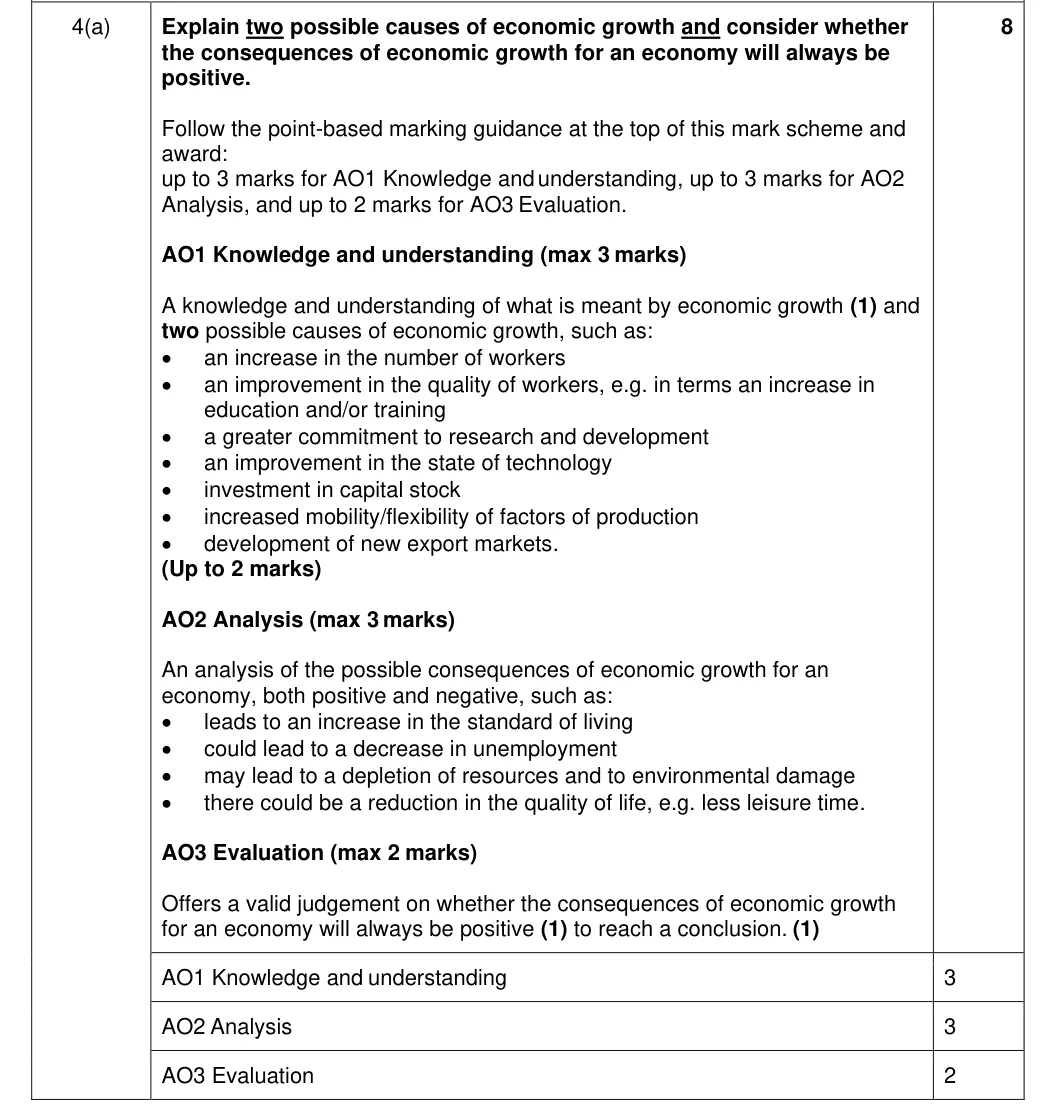 4(a)
Explain two possible causes of economic growth and consider whether
the consequences of economic growth for an economy will always be
positive.
8
Follow the point-based marking guidance at the top of this mark scheme and
award:
up to 3 marks for AO1 Knowledge and understanding, up to 3 marks for AO2
Analysis, and up to 2 marks for AO3 Evaluation.
AO1 Knowledge and understanding (max 3 marks)
A knowledge and understanding of what is meant by economic growth (1) and
two possible causes of economic growth, such as:
• an increase in the number of workers
• an improvement in the quality of workers, e.g. in terms an increase in
education and/or training
• a greater commitment to research and development
• an improvement in the state of technology
• investment in capital stock
• increased mobility/flexibility of factors of production
• development of new export markets.
(Up to 2 marks)
AO2 Analysis (max 3 marks)
An analysis of the possible consequences of economic growth for an
economy, both positive and negative, such as:
• leads to an increase in the standard of living
• could lead to a decrease in unemployment
• may lead to a depletion of resources and to environmental damage
• there could be a reduction in the quality of life, e.g. less leisure time.
AO3 Evaluation (max 2 marks)
Offers a valid judgement on whether the consequences of economic growth
for an economy will always be positive (1) to reach a conclusion. (1)
AO1 Knowledge and understanding 3
AO2 Analysis 3
AO3 Evaluation 2